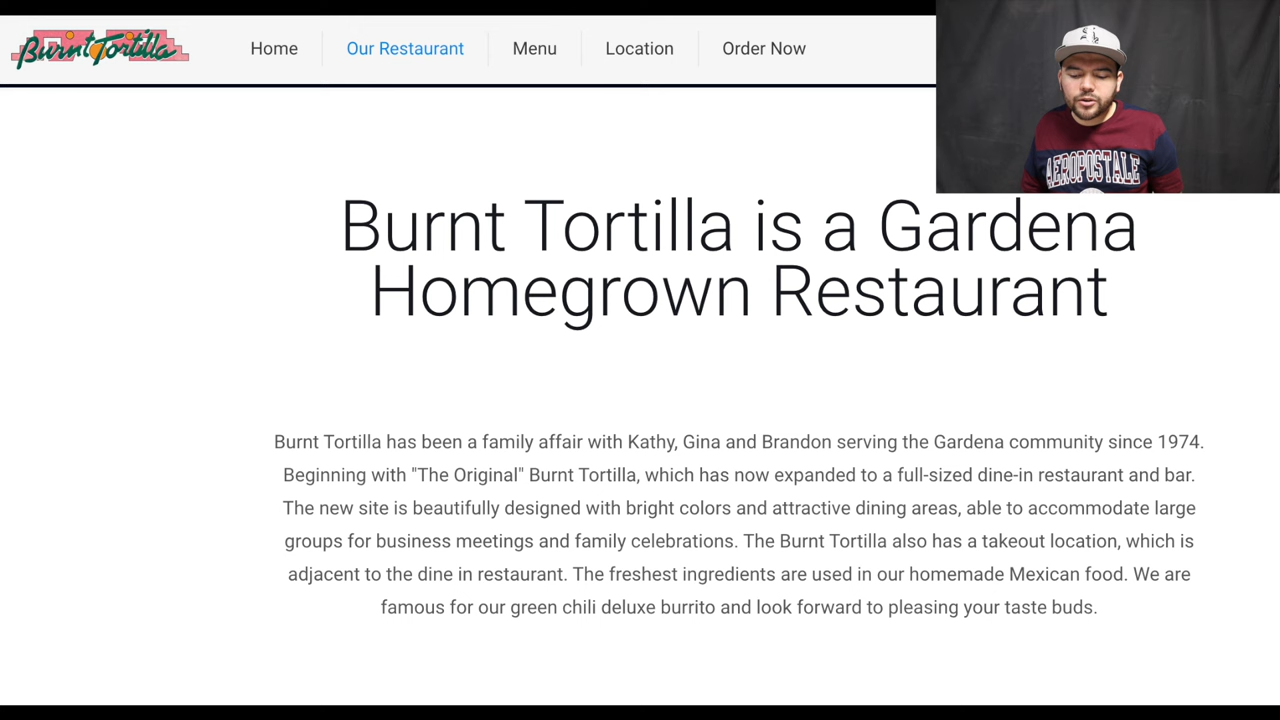 Burnt Tortilla
Home
Our Restaurant
Menu
Location
Order Now
AEROPOSTALE
Burnt Tortilla is a Gardena
Homegrown Restaurant
Burnt Tortilla has been a family affair with Kathy, Gina and Brandon serving the Gardena community since 1974.
Beginning with "The Original" Burnt Tortilla, which has now expanded to a full-sized dine-in restaurant and bar.
The new site is beautifully designed with bright colors and attractive dining areas, able to accommodate large
groups for business meetings and family celebrations. The Burnt Tortilla also has a takeout location, which is
adjacent to the dine in restaurant. The freshest ingredients are used in our homemade Mexican food. We are
famous for our green chili deluxe burrito and look forward to pleasing your taste buds.